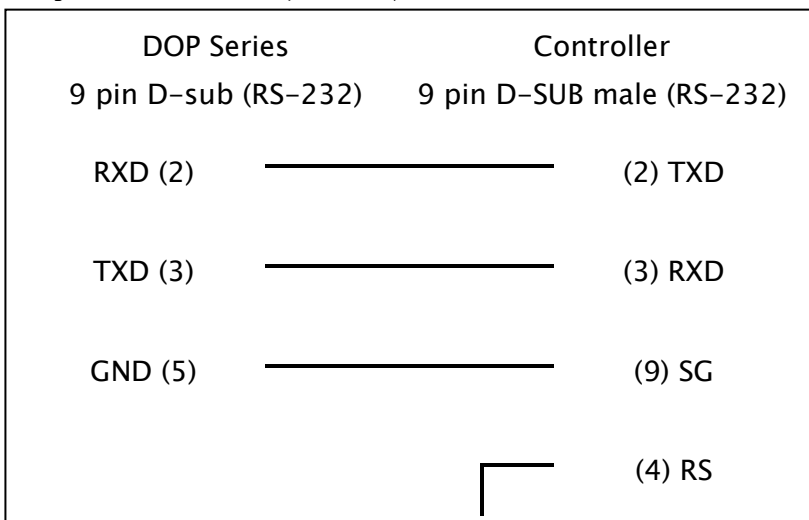 DOP Series Controller
9 pin D-sub (RS-232) 9 pin D-SUB male (RS-232)
RXD (2) (2) TXD
TXD (3) (3) RXD
GND (5) (9) SG
(4) RS